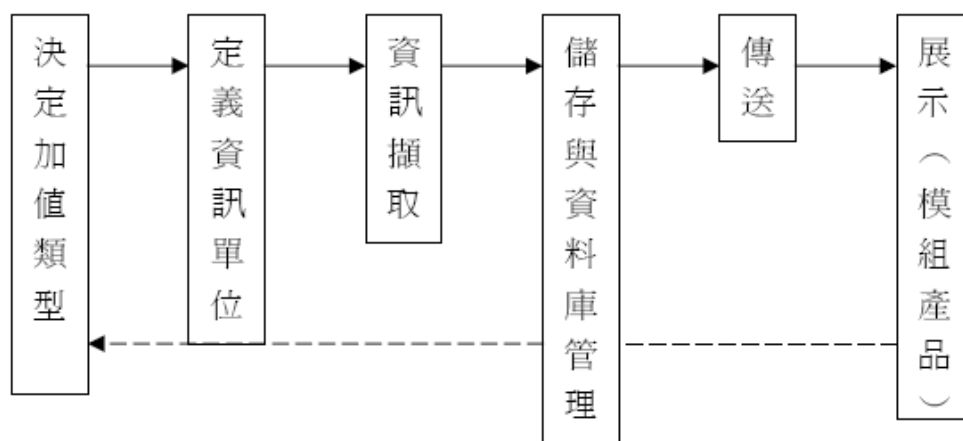 決定加值類型
定義資訊單位
資訊擷取
儲存與資料庫管理
傳送
展示（模組產品）